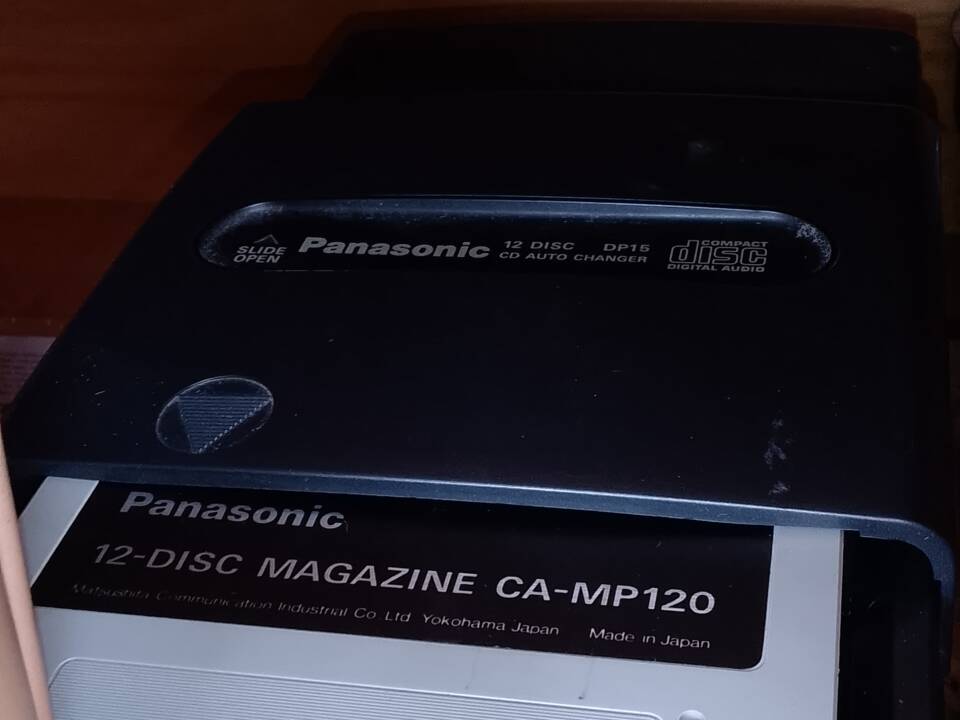 SLIDE
OPEN
Panasonic
12 DISC DP15
CD AUTO CHANGER
COMPACT
disc
DIGITAL AUDIO
Panasonic
12-DISC MAGAZINE CA-MP120
Matsushita Communication Industrial Co Ltd Yokohama Japan Made in Japan